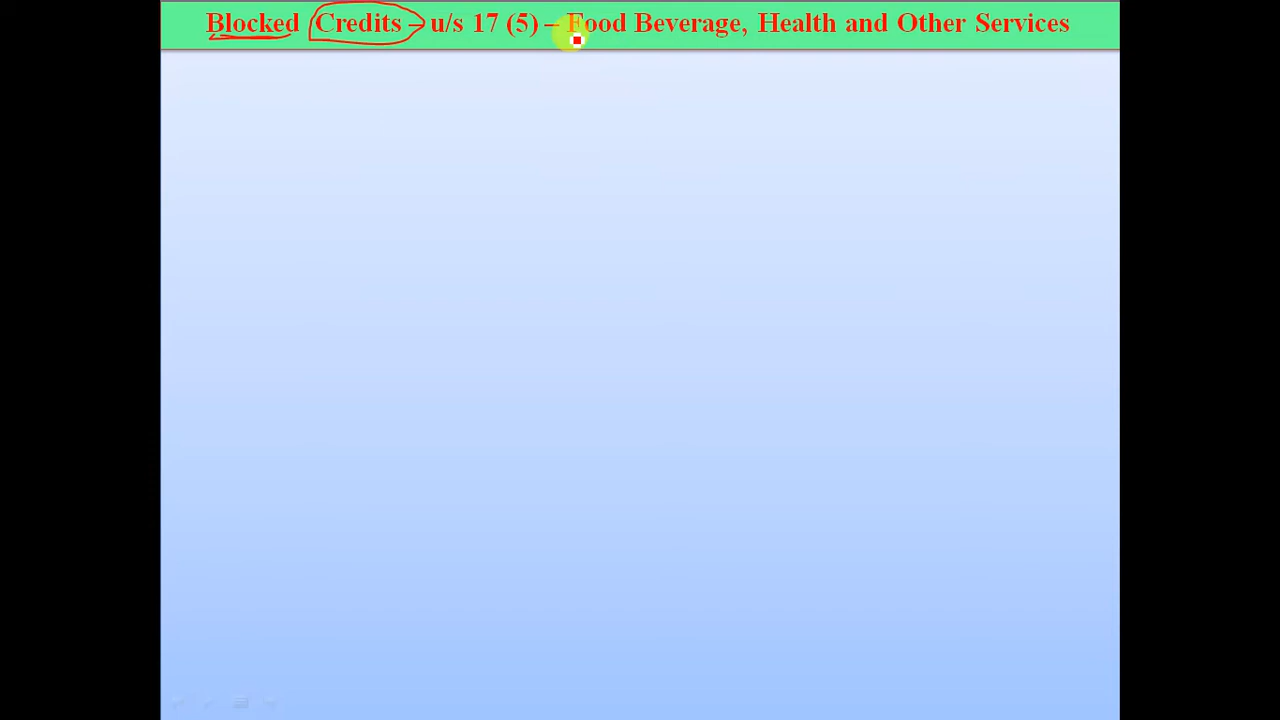 Blocked Credits – u/s 17 (5) – Food Beverage, Health and Other Services